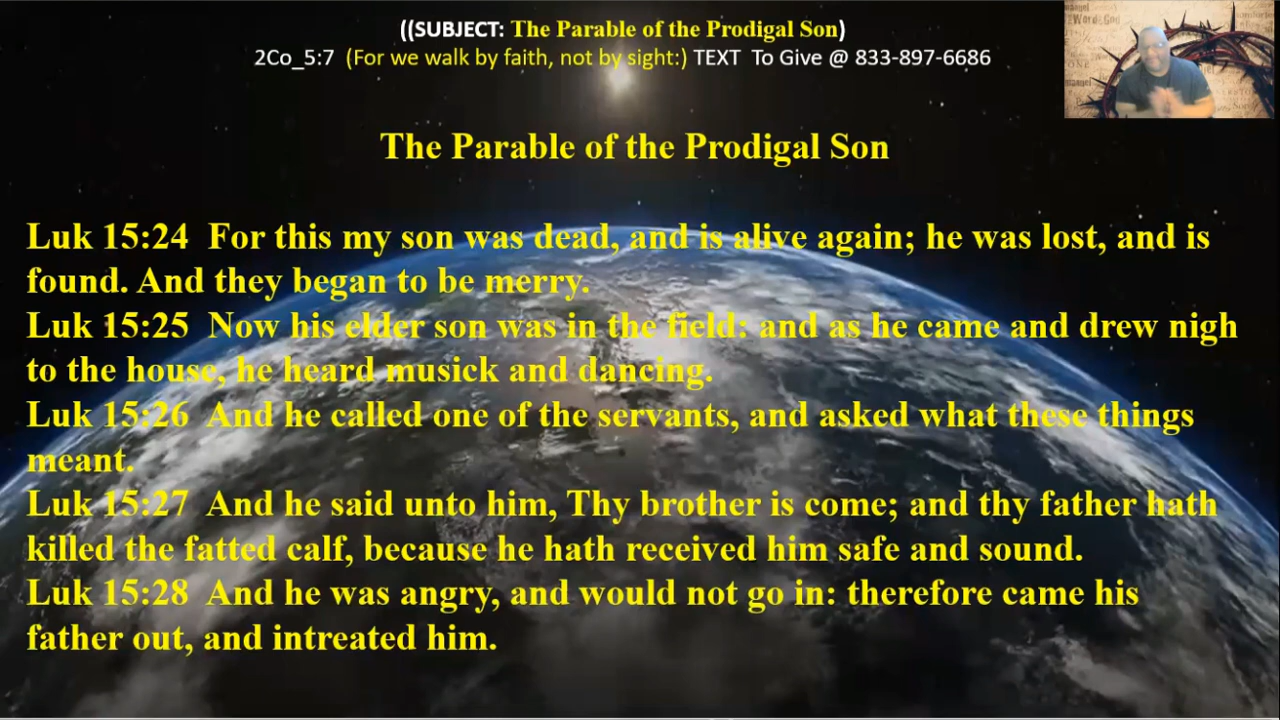 ((SUBJECT: The Parable of the Prodigal Son)
2Co_5:7 (For we walk by faith, not by sight:) TEXT To Give @ 833-897-6686
The Parable of the Prodigal Son
Luk 15:24 For this my son was dead, and is alive again; he was lost, and is
found. And they began to be merry.
Luk 15:25 Now his elder son was in the field: and as he came and drew nigh
to the house, he heard musick and dancing.
Luk 15:26 And he called one of the servants, and asked what these things
meant.
Luk 15:27 And he said unto him, Thy brother is come; and thy father hath
killed the fatted calf, because he hath received him safe and sound.
Luk 15:28 And he was angry, and would not go in: therefore came his
father out, and intreated him.